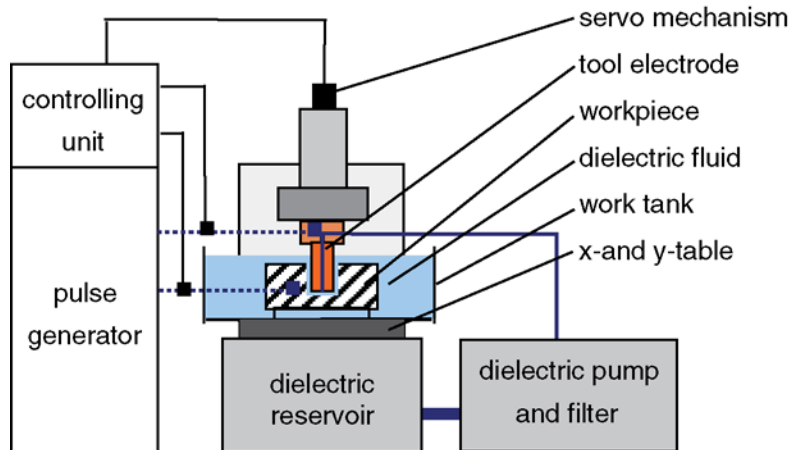 servo mechanism
tool electrode
workpiece
dielectric fluid
work tank
x-and y-table
controlling
unit
pulse
generator
dielectric
reservoir
dielectric pump
and filter